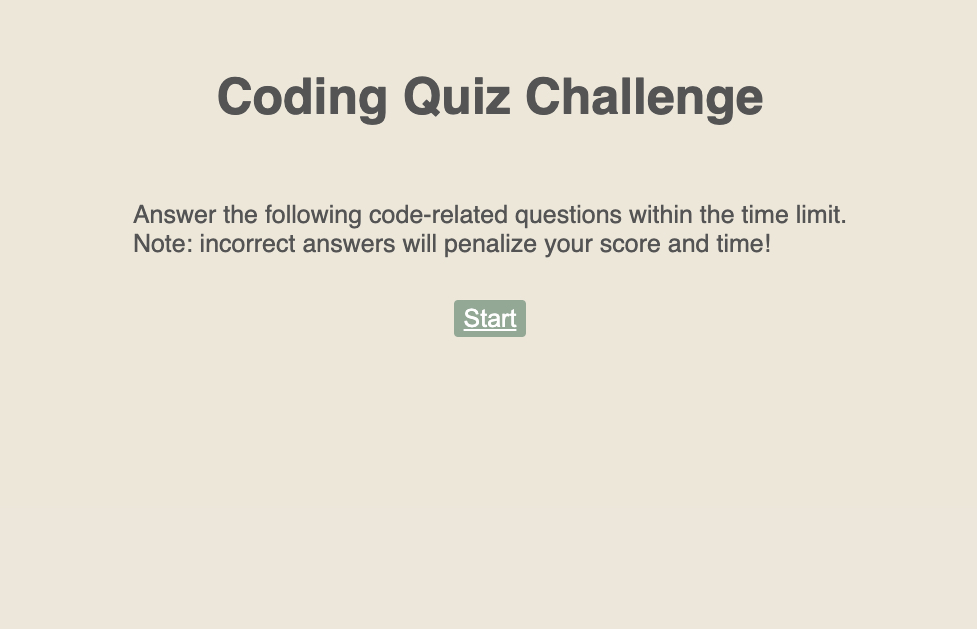 Coding Quiz Challenge
Answer the following code-related questions within the time limit.
Note: incorrect answers will penalize your score and time!
Start